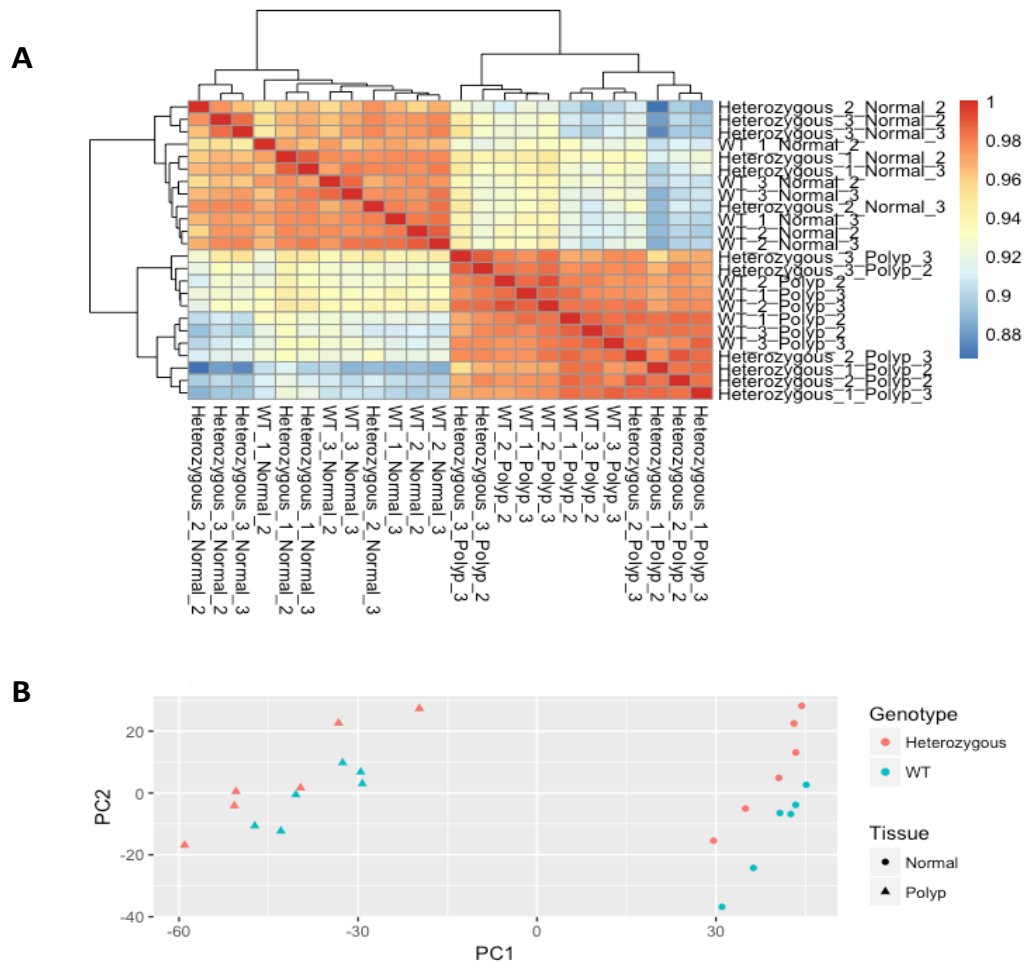 A
Heterozygous_2_Normal_2
Heterozygous_3_Normal_2
Heterozygous_3_Normal_3
WT_1_Normal_2
Heterozygous_1_Normal_2
Heterozygous_1_Normal_3
WT_3_Normal_2
WT_3_Normal_3
Heterozygous_2_Normal_3
WT_1_Normal_3
WT_2_Normal_2
WT_2_Normal_3
Heterozygous_3_Polyp_3
Heterozygous_3_Polyp_2
WT_2_Polyp_2
WT_1_Polyp_3
WT_2_Polyp_3
WT_1_Polyp_2
WT_3_Polyp_2
WT_3_Polyp_3
Heterozygous_2_Polyp_3
Heterozygous_1_Polyp_2
Heterozygous_2_Polyp_2
Heterozygous_1_Polyp_3
1
0.98
0.96
0.94
0.92
0.9
0.88
Heterozygous_2_Normal_2
Heterozygous_3_Normal_2
Heterozygous_3_Normal_3
WT_1_Normal_2
Heterozygous_1_Normal_2
Heterozygous_1_Normal_3
WT_3_Normal_2
WT_3_Normal_3
Heterozygous_2_Normal_3
WT_1_Normal_3
WT_2_Normal_2
WT_2_Normal_3
Heterozygous_3_Polyp_3
Heterozygous_3_Polyp_2
WT_2_Polyp_2
WT_1_Polyp_3
WT_2_Polyp_3
WT_1_Polyp_2
WT_3_Polyp_2
WT_3_Polyp_3
Heterozygous_2_Polyp_3
Heterozygous_1_Polyp_2
Heterozygous_2_Polyp_2
Heterozygous_1_Polyp_3
B
PC2
20
0
-20
-40
-60
-30
0
30
PC1
Genotype
Heterozygous
WT
Tissue
Normal
Polyp